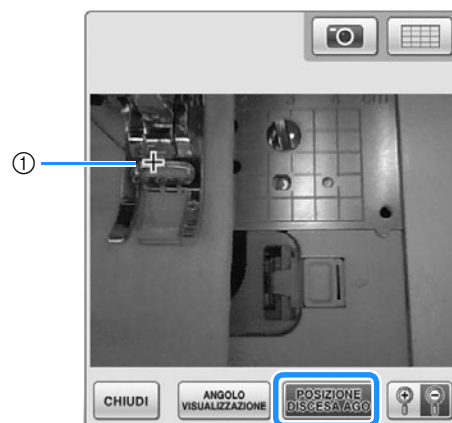 ①
CHIUDI
ANGOLO
VISUALIZZAZIONE
POSIZIONE
DISCESA AGO